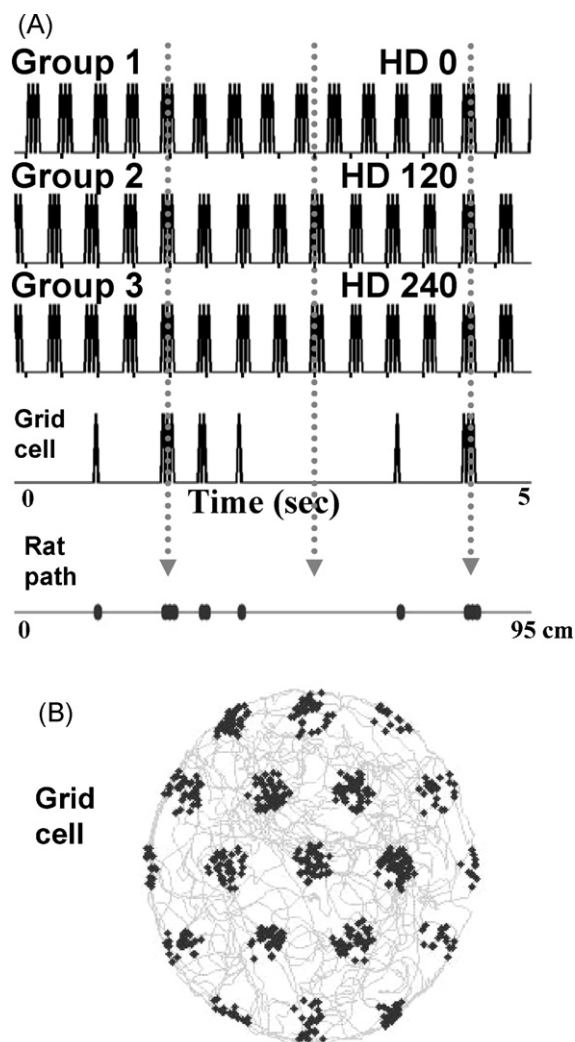 (A)
Group 1 HD 0
Group 2 HD 120
Group 3 HD 240
Grid
cell
0 Time (sec) 5
Rat
path
0 95 cm
(B)
Grid
cell